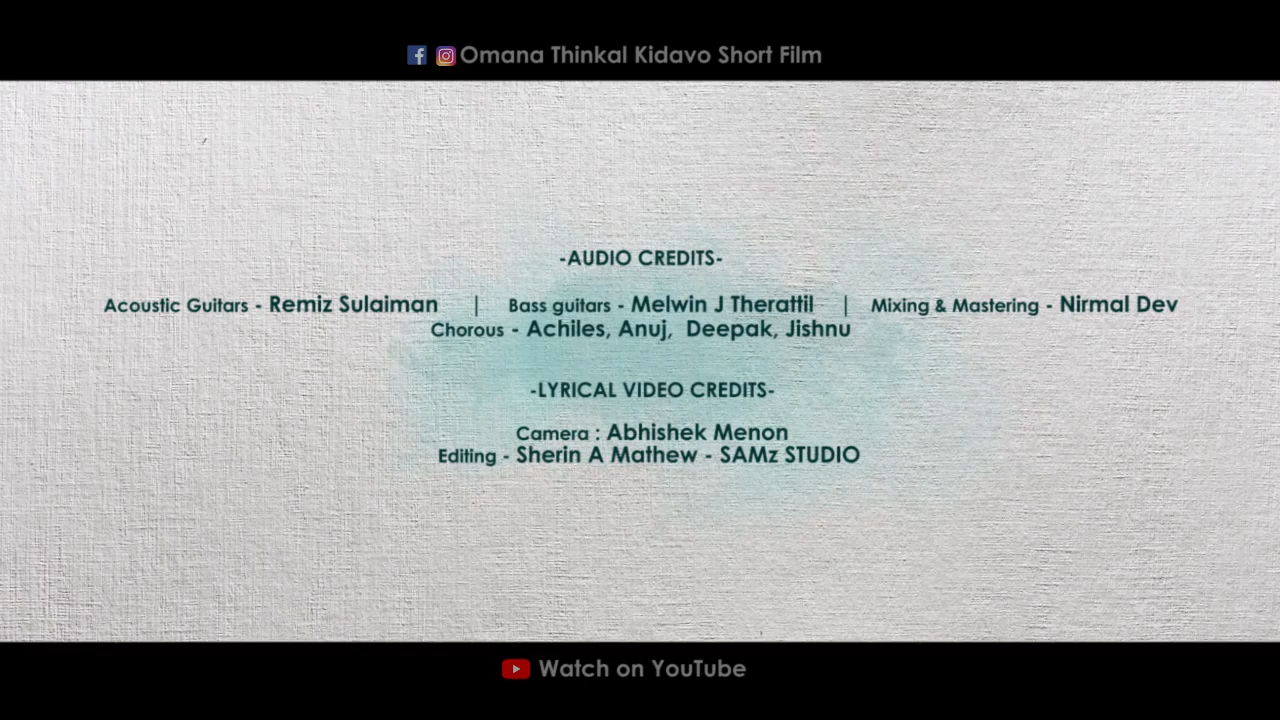 Omana Thinkal Kidavo Short Film
-AUDIO CREDITS-
Acoustic Guitars - Remiz Sulaiman | Bass guitars - Melwin J Therattil | Mixing & Mastering - Nirmal Dev
Chorous - Achiles, Anuj, Deepak, Jishnu
-LYRICAL VIDEO CREDITS-
Camera : Abhishek Menon
Editing - Sherin A Mathew - SAMz STUDIO
Watch on YouTube